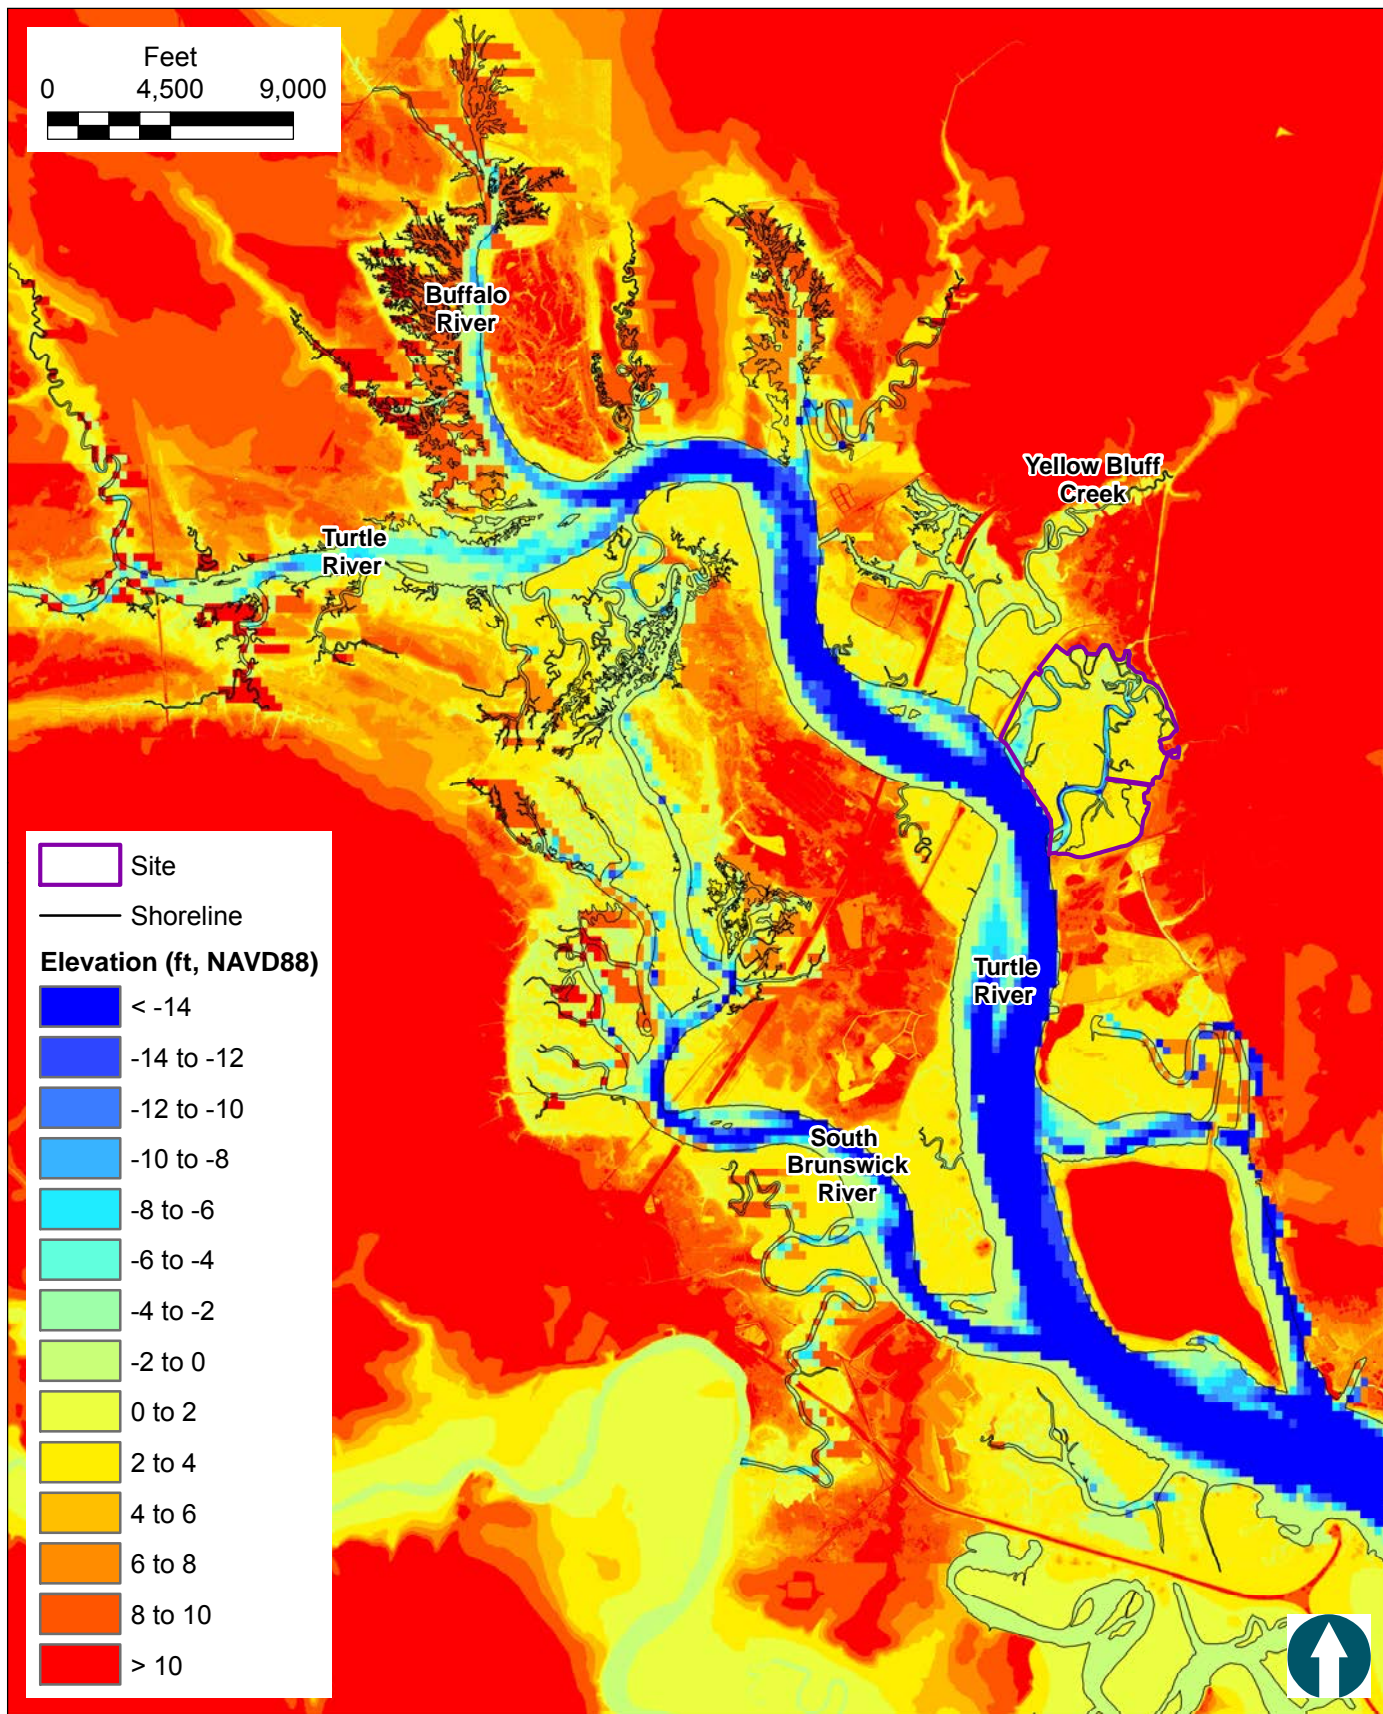 Feet
0 4,500 9,000
Buffalo
River
Yellow Bluff
Creek
Turtle
River
Turtle
River
South
Brunswick
River
Site
Shoreline
Elevation (ft, NAVD88)
< -14
-14 to -12
-12 to -10
-10 to -8
-8 to -6
-6 to -4
-4 to -2
-2 to 0
0 to 2
2 to 4
4 to 6
6 to 8
8 to 10
> 10